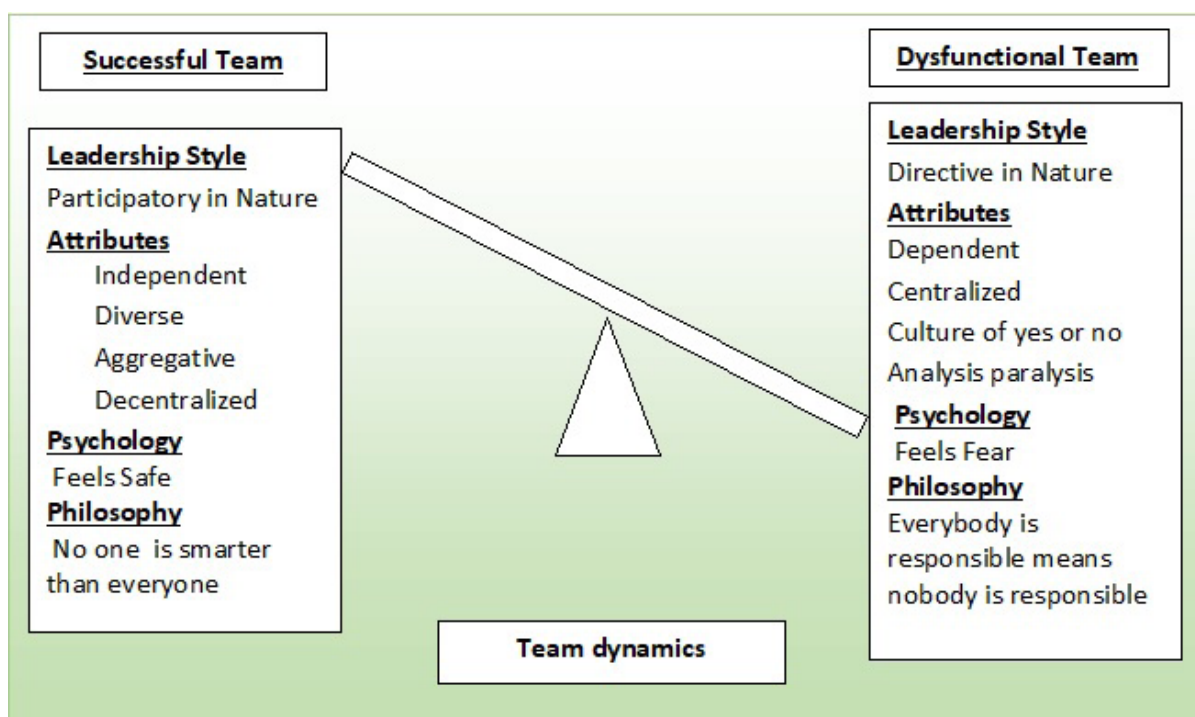 Successful Team
Leadership Style
Participatory in Nature
Attributes
Independent
Diverse
Aggregative
Decentralized
Psychology
Feels Safe
Philosophy
No one is smarter
than everyone
Dysfunctional Team
Leadership Style
Directive in Nature
Attributes
Dependent
Centralized
Culture of yes or no
Analysis paralysis
Psychology
Feels Fear
Philosophy
Everybody is
responsible means
nobody is responsible
Team dynamics